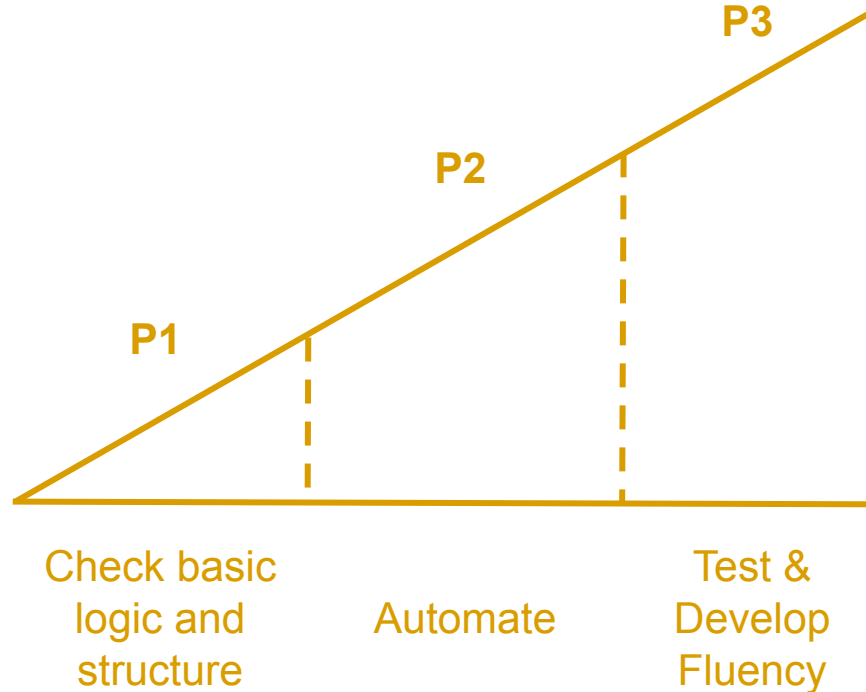 P3
P2
P1
Check basic
logic and
structure
Automate
Test &
Develop
Fluency